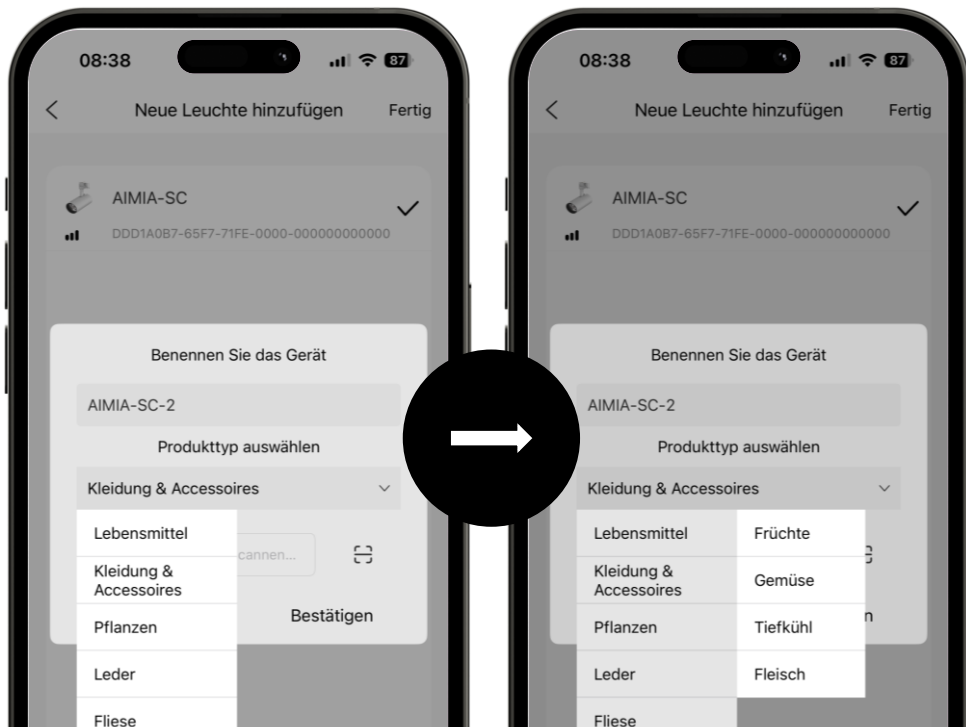 08:38
87
Neue Leuchte hinzufügen
Fertig
AIMIA-SC
DDD1A0B7-65F7-71FE-0000-000000000000
Benennen Sie das Gerät
AIMIA-SC-2
Produkttyp auswählen
Kleidung & Accessoires
Lebensmittel
cannen...
Kleidung &
Accessoires
Pflanzen
Bestätigen
Leder
Fliese
08:38
87
Neue Leuchte hinzufügen
Fertig
AIMIA-SC
DDD1A0B7-65F7-71FE-0000-000000000000
Benennen Sie das Gerät
AIMIA-SC-2
Produkttyp auswählen
Kleidung & Accessoires
Lebensmittel
Früchte
Kleidung &
Accessoires
Gemüse
Pflanzen
Tiefkühl
n
Leder
Fleisch
Fliese